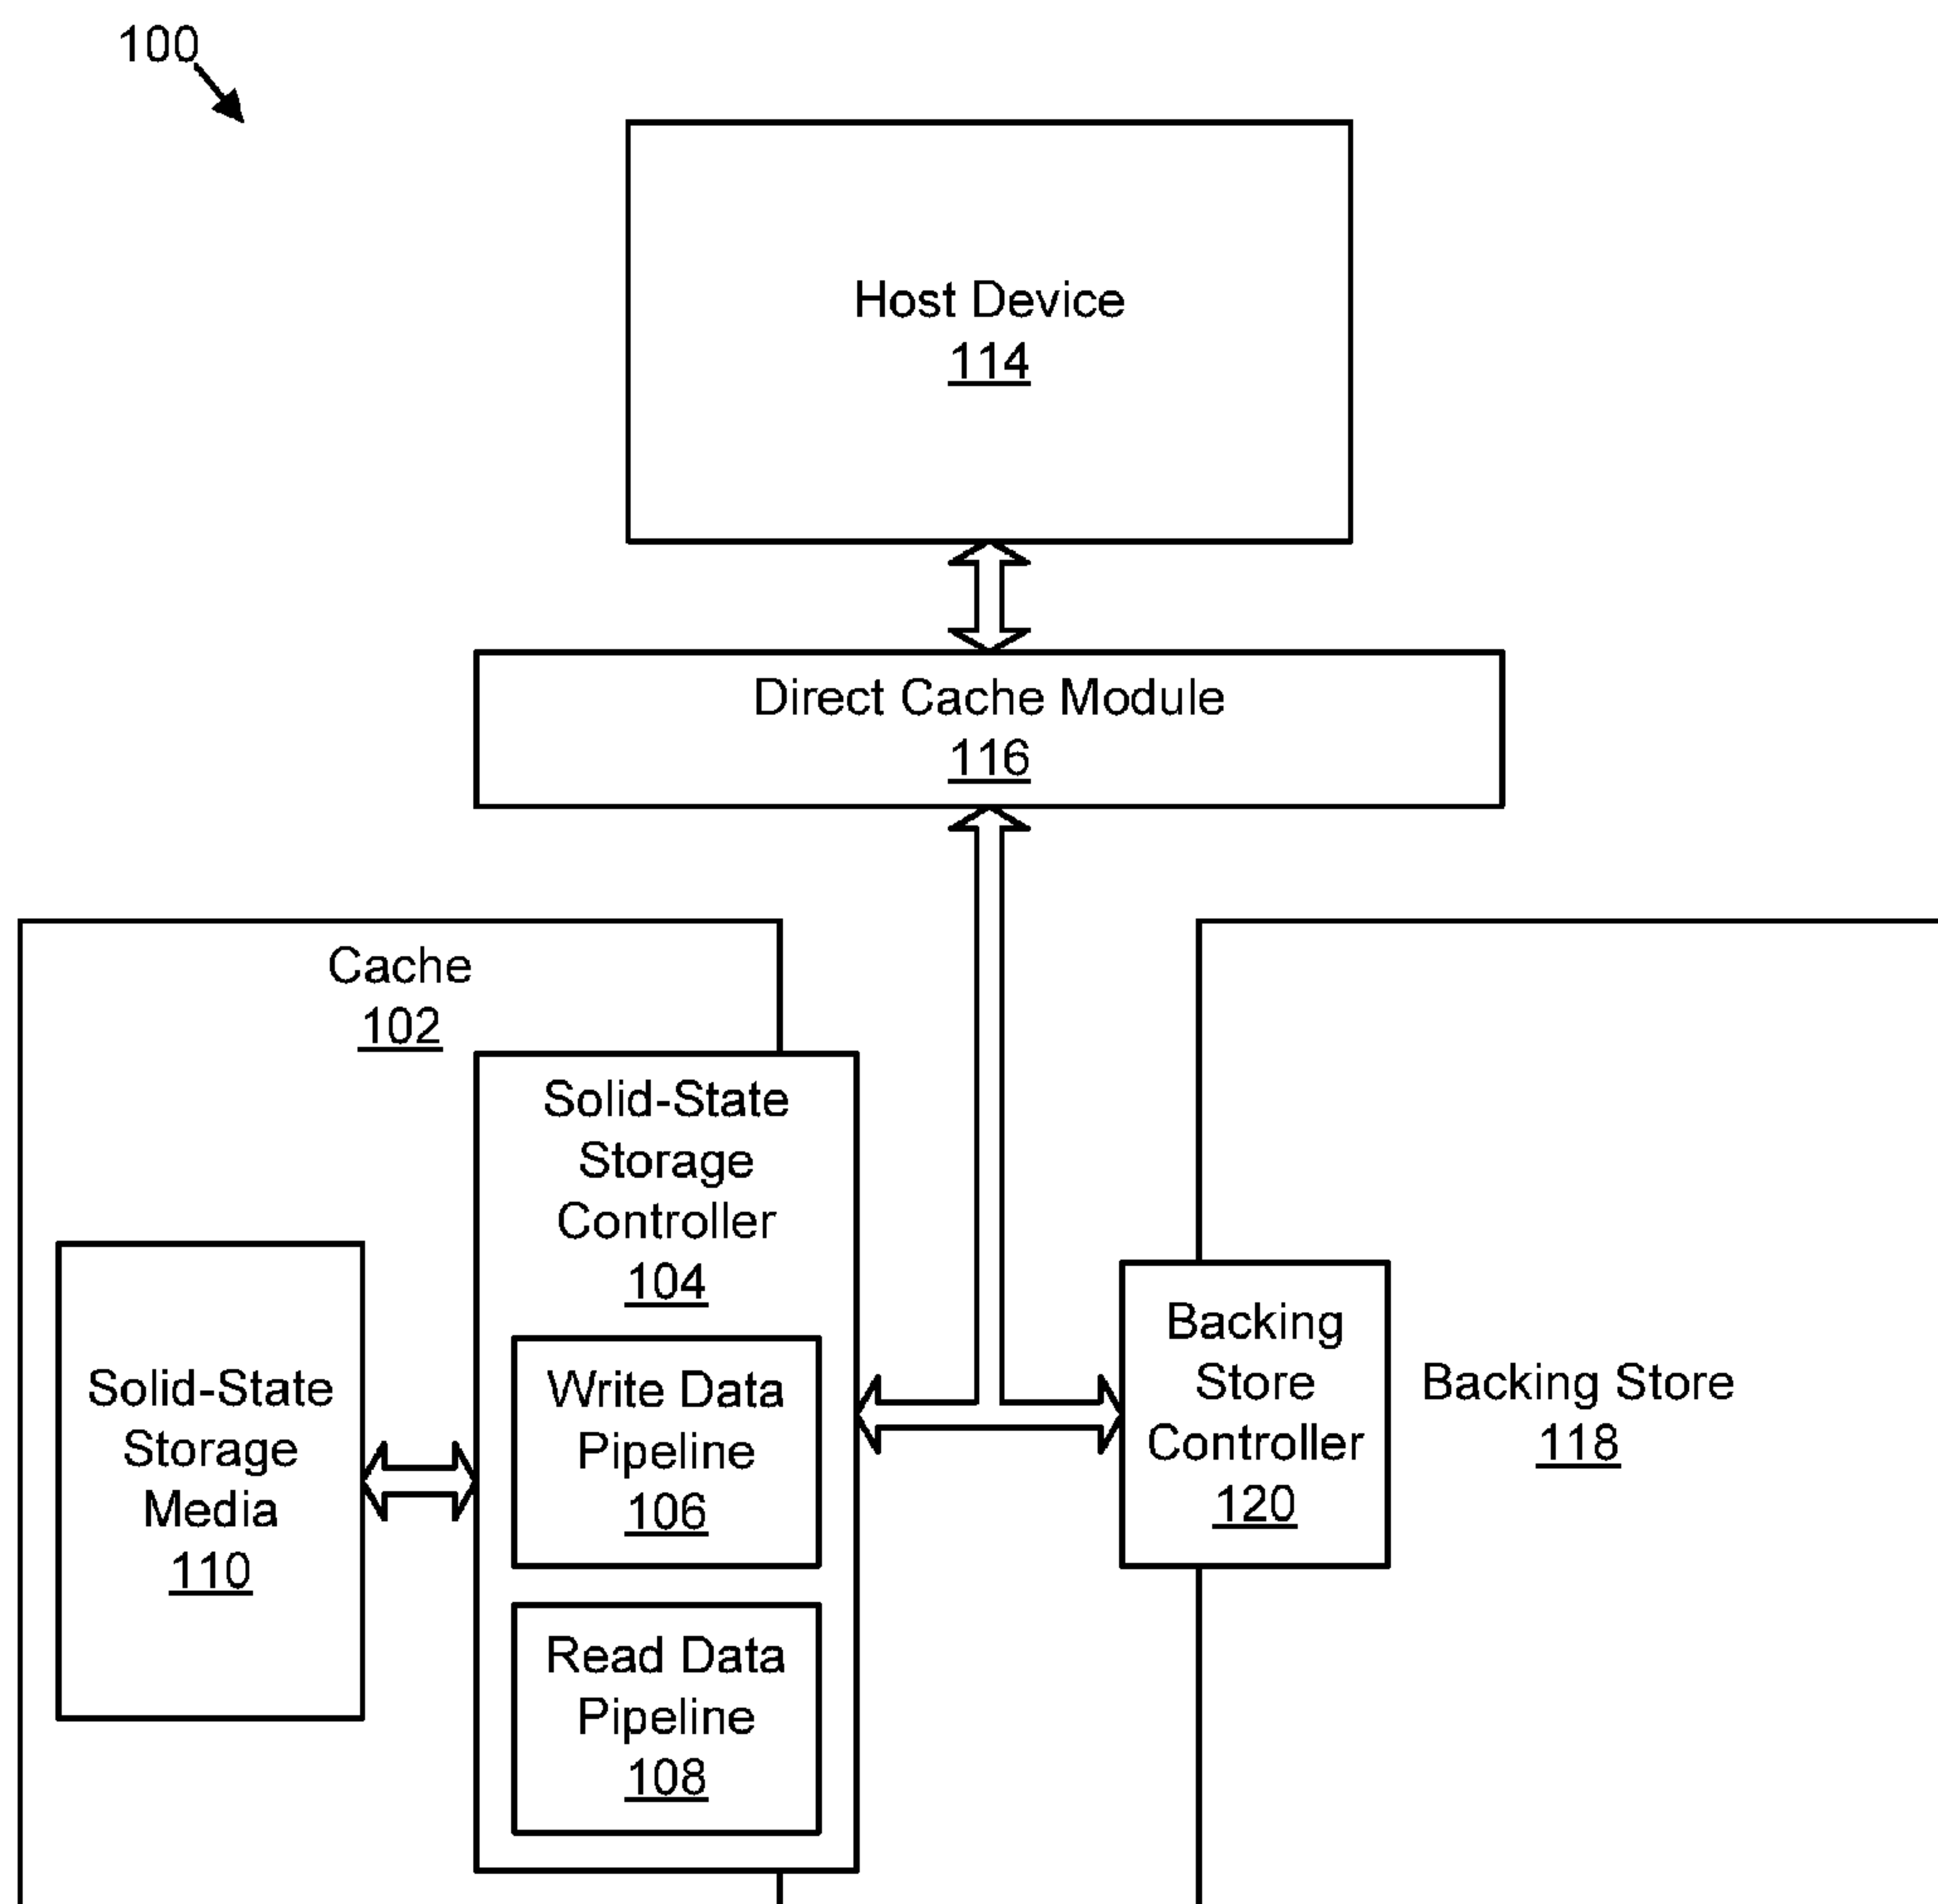 100
Host Device
114
Direct Cache Module
116
Cache
102
Solid-State
Storage
Controller
104
Solid-State
Storage
Media
110
Write Data
Pipeline
106
Read Data
Pipeline
108
Backing
Store
Controller
120
Backing Store
118